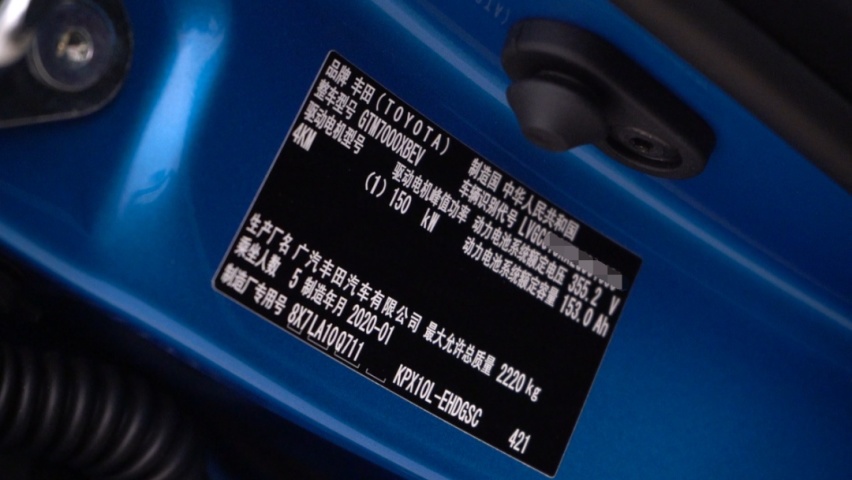 品牌 丰田(TOYOTA) 制造国 中华人民共和国
整车型号 GTM7000XBEV 车辆识别代号 LVGC
驱动电机型号 驱动电机峰值功率 动力电池系统额定电压 355.2 V
4KM (1) 150 kW 动力电池系统额定容量 153.0 Ah
生产厂名 广汽丰田汽车有限公司 最大允许总质量 2220 kg
乘坐人数 5 制造年月 2020-01
制造厂专用号 8X7LA10Q711 KPX10L-EHDGSC 421